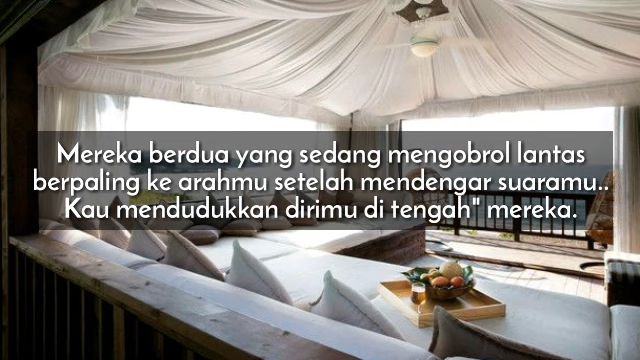 Mereka berdua yang sedang mengobrol lantas
berpaling ke arahmu setelah mendengar suaramu..
Kau mendudukkan dirimu di tengah" mereka.